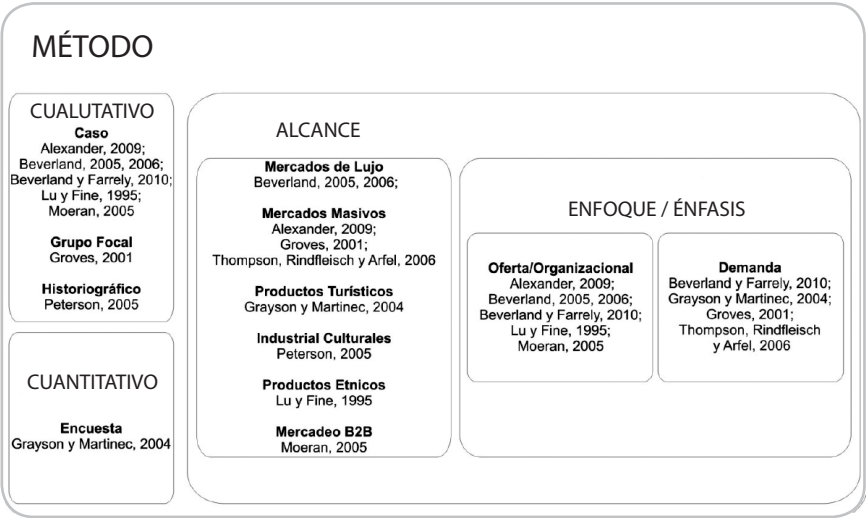 MÉTODO
CUALUTATIVO
Caso
Alexander, 2009;
Beverland, 2005, 2006;
Beverland y Farrely, 2010;
Lu y Fine, 1995;
Moeran, 2005
Grupo Focal
Groves, 2001
Historiográfico
Peterson, 2005
CUANTITATIVO
Encuesta
Grayson y Martinec, 2004
ALCANCE
Mercados de Lujo
Beverland, 2005, 2006;
Mercados Masivos
Alexander, 2009;
Groves, 2001;
Thompson, Rindfleisch y Arfel, 2006
Productos Turísticos
Grayson y Martinec, 2004
Industrial Culturales
Peterson, 2005
Productos Etnicos
Lu y Fine, 1995
Mercadeo B2B
Moeran, 2005
ENFOQUE / ÉNFASIS
Oferta/Organizacional
Alexander, 2009;
Beverland, 2005, 2006;
Beverland y Farrely, 2010;
Lu y Fine, 1995;
Moeran, 2005
Demanda
Beverland y Farrely, 2010;
Grayson y Martinec, 2004;
Groves, 2001;
Thompson, Rindfleisch
y Arfel, 2006